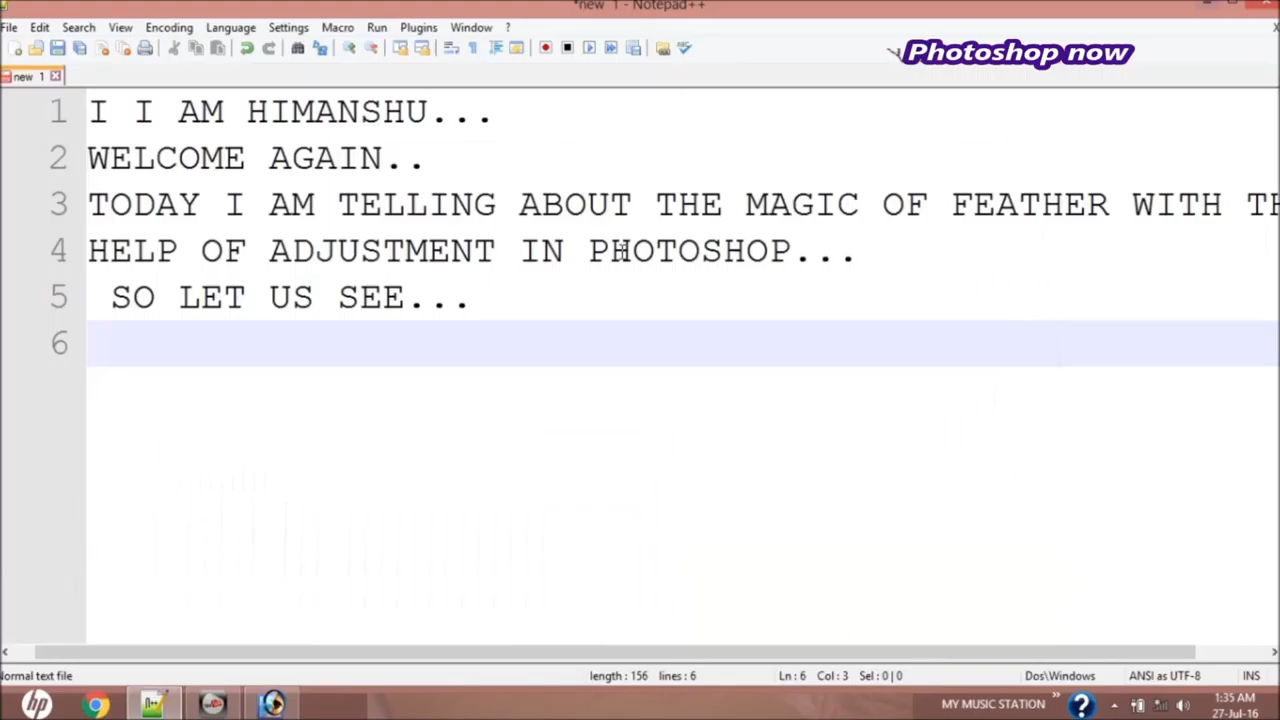 *new 1 - Notepad++
File Edit Search View Encoding Language Settings Macro Run Plugins Window ?
Photoshop now
new 1
1 I I AM HIMANSHU...
2 WELCOME AGAIN..
3 TODAY I AM TELLING ABOUT THE MAGIC OF FEATHER WITH TH
4 HELP OF ADJUSTMENT IN PHOTOSHOP...
5 SO LET US SEE...
6
Normal text file length : 156 lines : 6 Ln : 6 Col : 3 Sel : 0 | 0 Dos\Windows ANSI as UTF-8 INS
hp MY MUSIC STATION » 1:35 AM
27-Jul-16